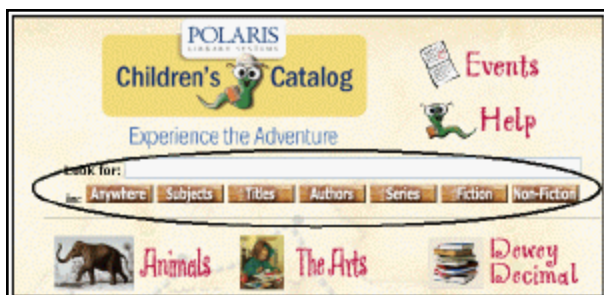 POLARIS
LIBRARY SYSTEMS
Children's Catalog
Events
Help
Experience the Adventure
Look for:
in: Anywhere Subjects Titles Authors Series Fiction Non-Fiction
Animals
The Arts
Dewey
Decimal